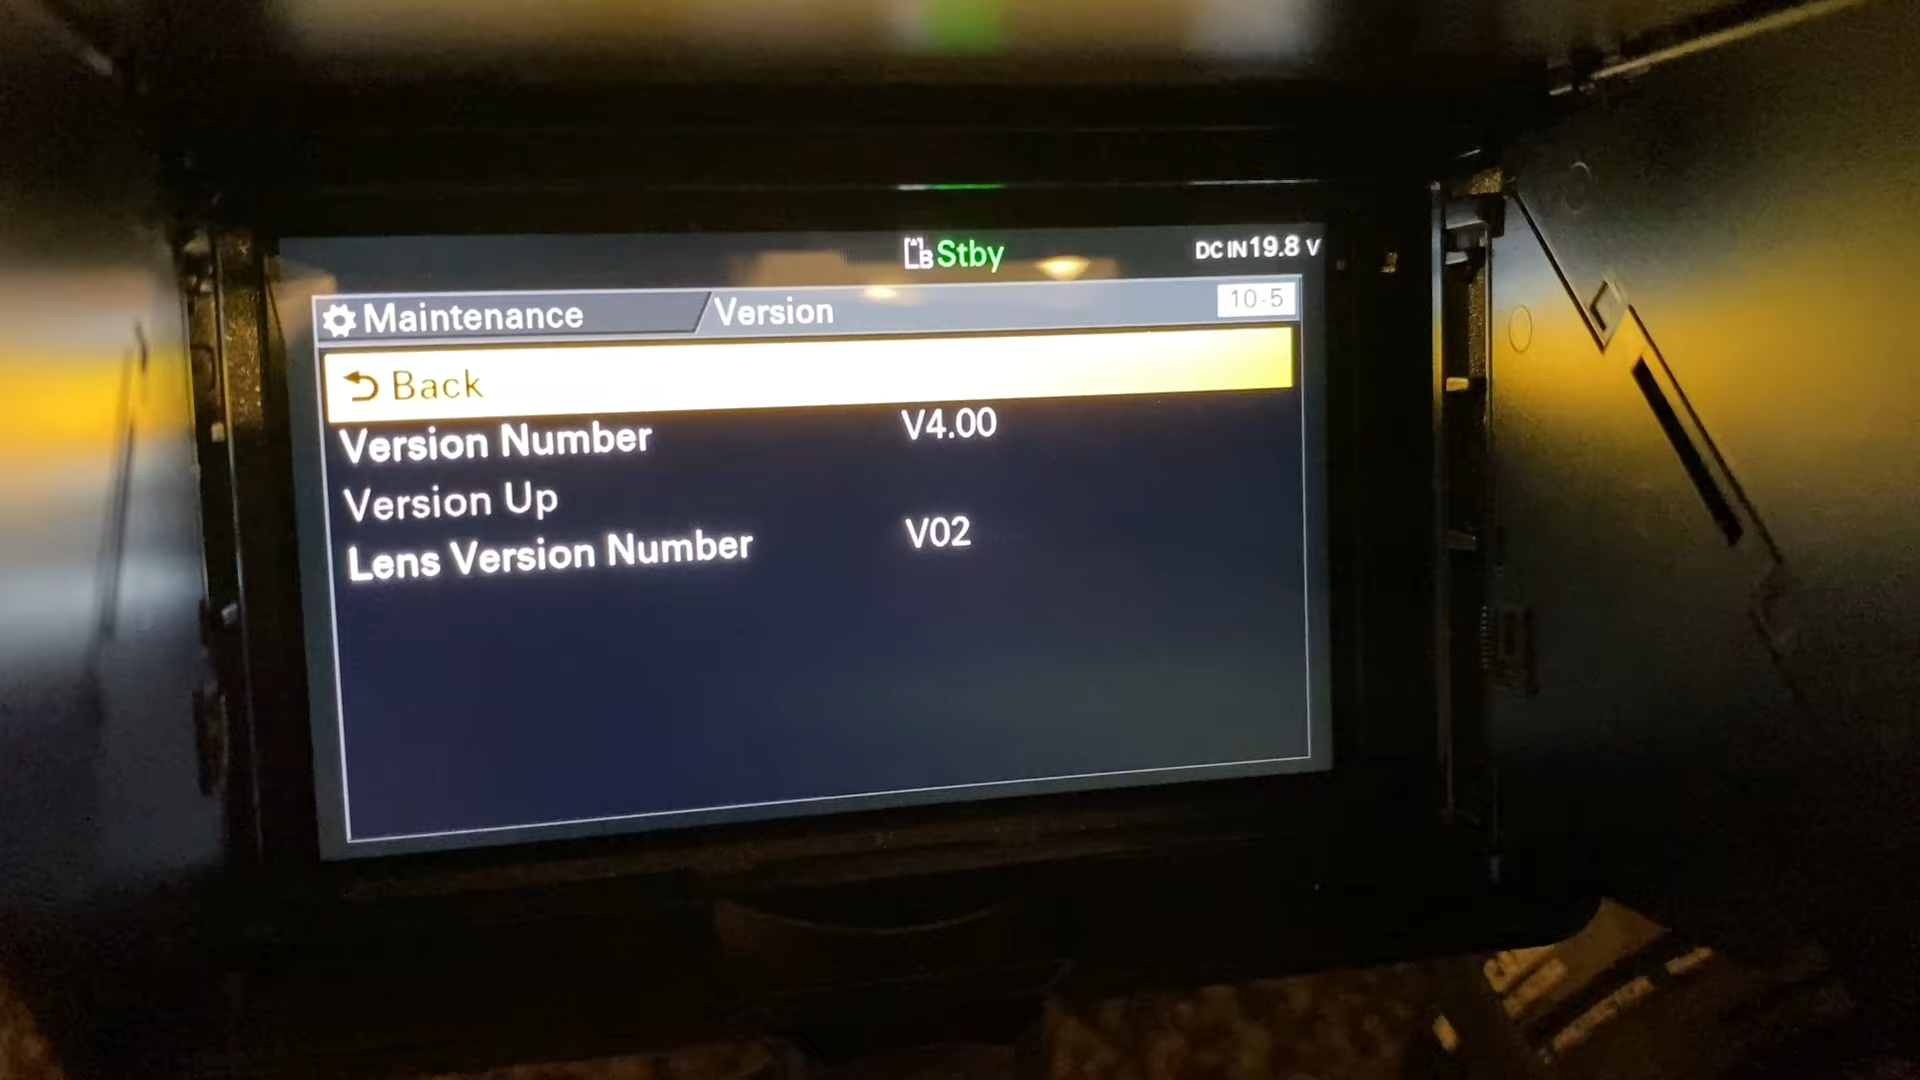 B Stby DC IN 19.8 V
Maintenance Version 10-5
Back
Version Number V4.00
Version Up
Lens Version Number V02